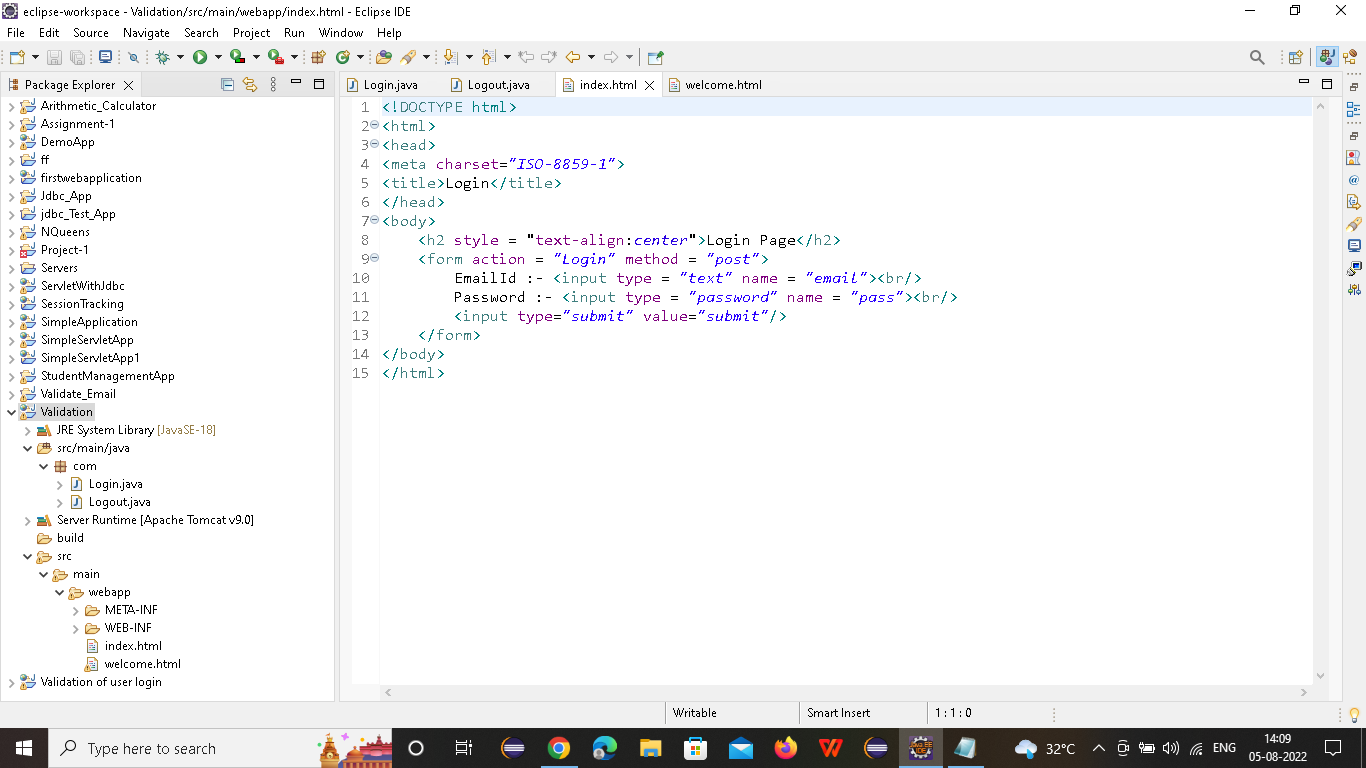 eclipse-workspace - Validation/src/main/webapp/index.html - Eclipse IDE
File Edit Source Navigate Search Project Run Window Help
Package Explorer
Login.java Logout.java index.html welcome.html
Arithmetic_Calculator
Assignment-1
DemoApp
ff
firstwebapplication
Jdbc_App
jdbc_Test_App
NQueens
Project-1
Servers
ServletWithJdbc
SessionTracking
SimpleApplication
SimpleServletApp
SimpleServletApp1
StudentManagementApp
Validate_Email
Validation
JRE System Library [JavaSE-18]
src/main/java
com
Login.java
Logout.java
Server Runtime [Apache Tomcat v9.0]
build
src
main
webapp
META-INF
WEB-INF
index.html
welcome.html
Validation of user login
1 <!DOCTYPE html>
2 <html>
3 <head>
4 <meta charset="ISO-8859-1">
5 <title>Login</title>
6 </head>
7 <body>
8 <h2 style = "text-align:center">Login Page</h2>
9 <form action = "Login" method = "post">
10 EmailId :- <input type = "text" name = "email"><br/>
11 Password :- <input type = "password" name = "pass"><br/>
12 <input type="submit" value="submit"/>
13 </form>
14 </body>
15 </html>
Writable Smart Insert 1 : 1 : 0
Type here to search
32°C ENG 14:09
05-08-2022